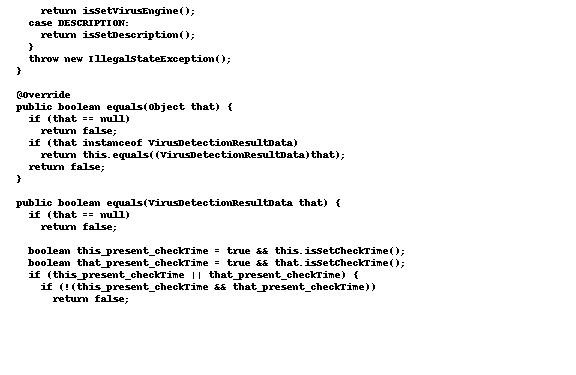 return isSetVirusEngine();
case DESCRIPTION:
return isSetDescription();
}
throw new IllegalStateException();
}
@Override
public boolean equals(Object that) {
if (that == null)
return false;
if (that instanceof VirusDetectionResultData)
return this.equals((VirusDetectionResultData)that);
return false;
}
public boolean equals(VirusDetectionResultData that) {
if (that == null)
return false;
boolean this_present_checkTime = true && this.isSetCheckTime();
boolean that_present_checkTime = true && that.isSetCheckTime();
if (this_present_checkTime || that_present_checkTime) {
if (!(this_present_checkTime && that_present_checkTime))
return false;